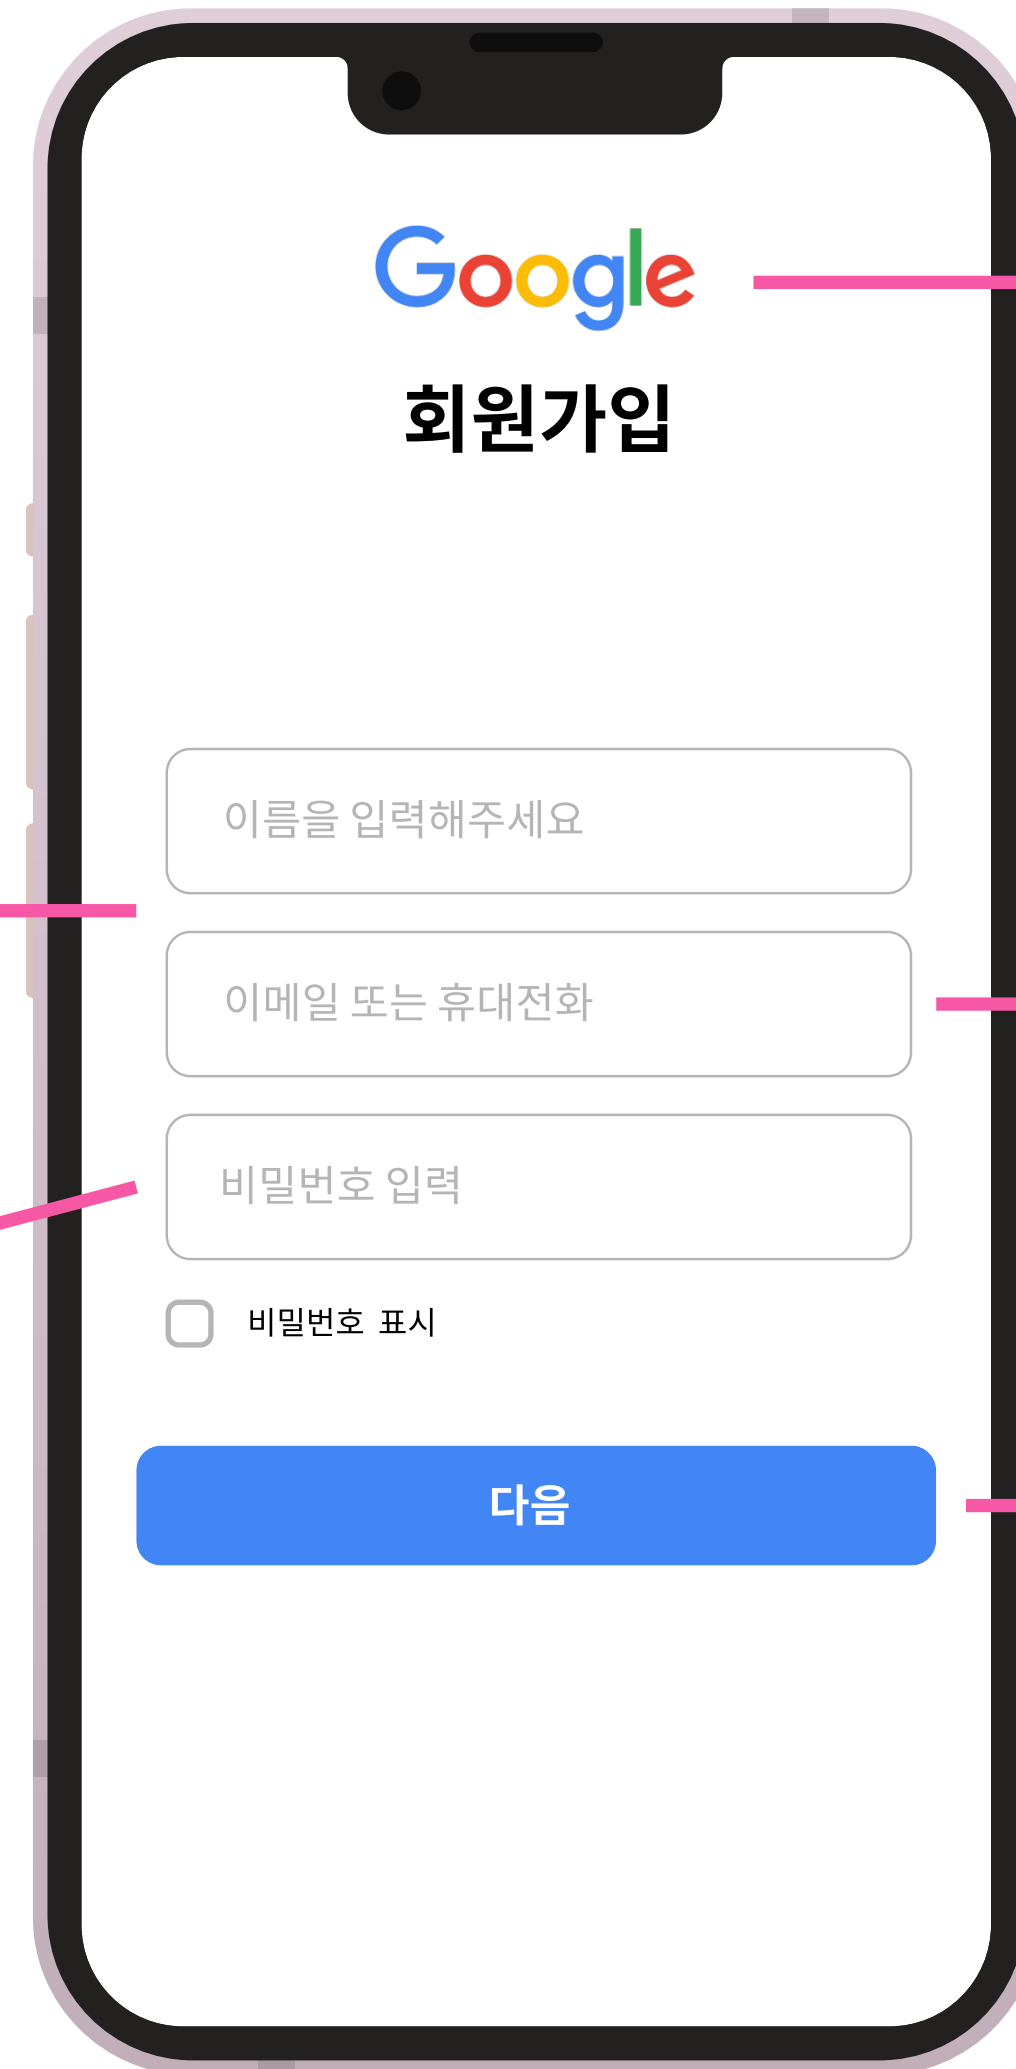 Google
회원가입
이름을 입력해주세요
이메일 또는 휴대전화
비밀번호 입력
비밀번호 표시
다음